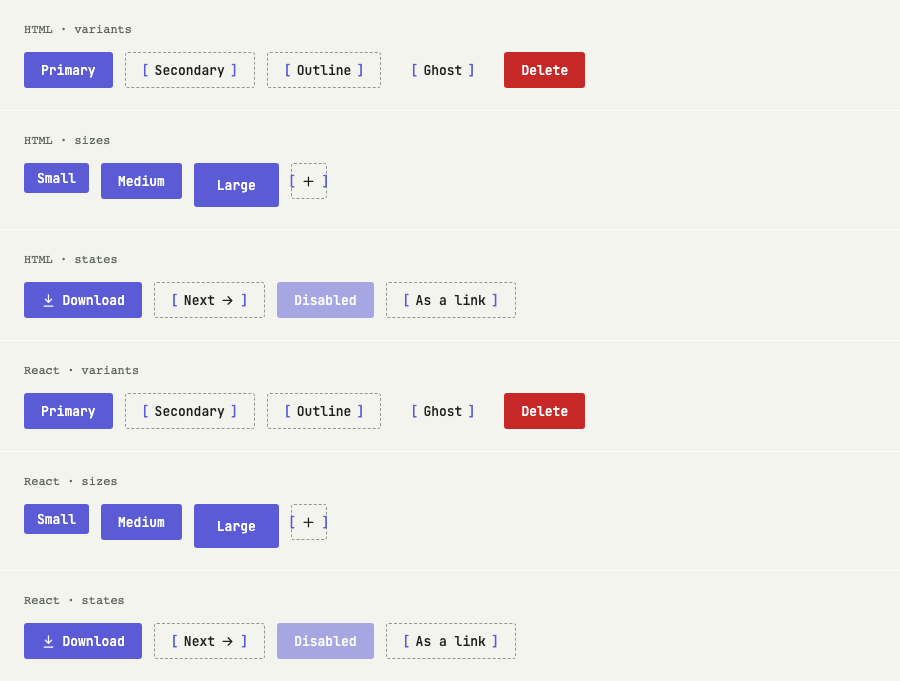 HTML · variants
Primary [ Secondary ] [ Outline ] [ Ghost ] Delete
HTML · sizes
Small Medium Large [ + ]
HTML · states
Download [ Next → ] Disabled [ As a link ]
React · variants
Primary [ Secondary ] [ Outline ] [ Ghost ] Delete
React · sizes
Small Medium Large [ + ]
React · states
Download [ Next → ] Disabled [ As a link ]